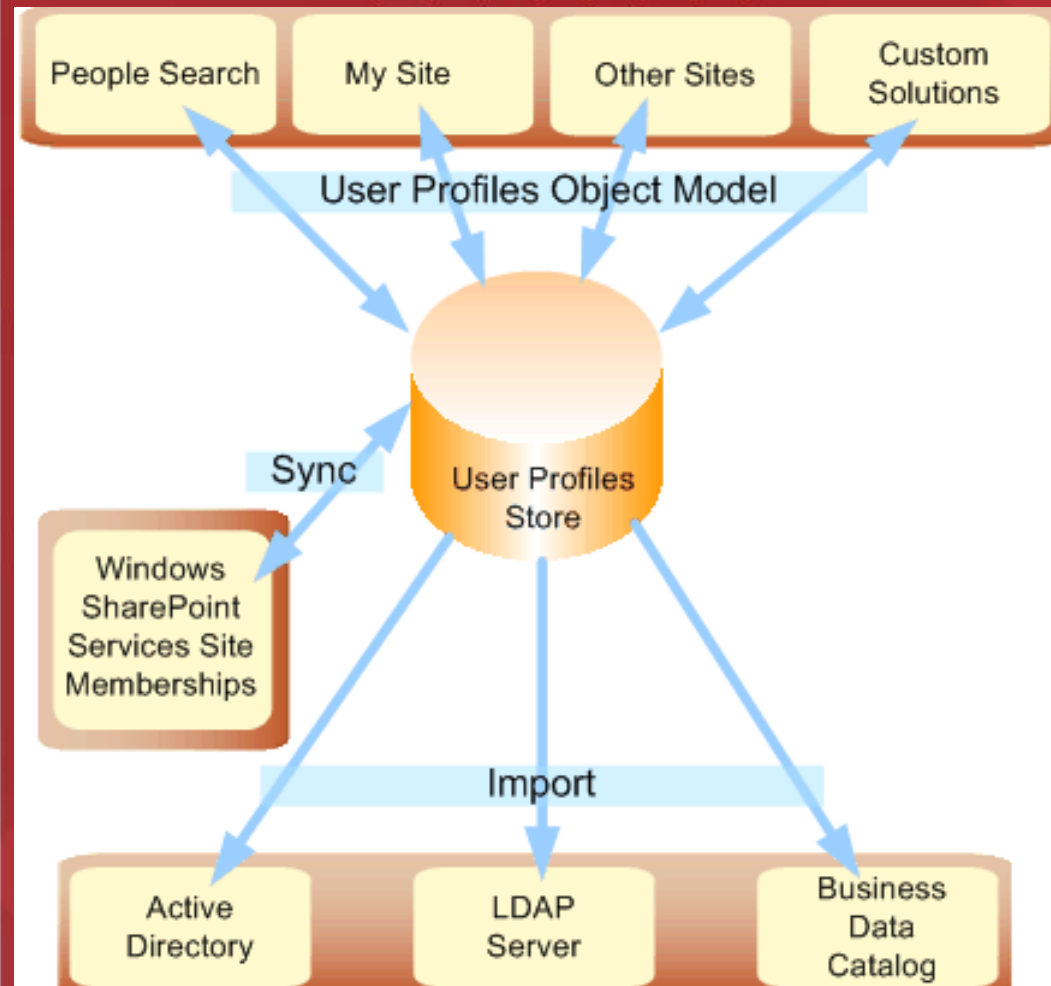 People Search
My Site
Other Sites
Custom
Solutions
User Profiles Object Model
User Profiles
Store
Sync
Windows
SharePoint
Services Site
Memberships
Import
Active
Directory
LDAP
Server
Business
Data
Catalog